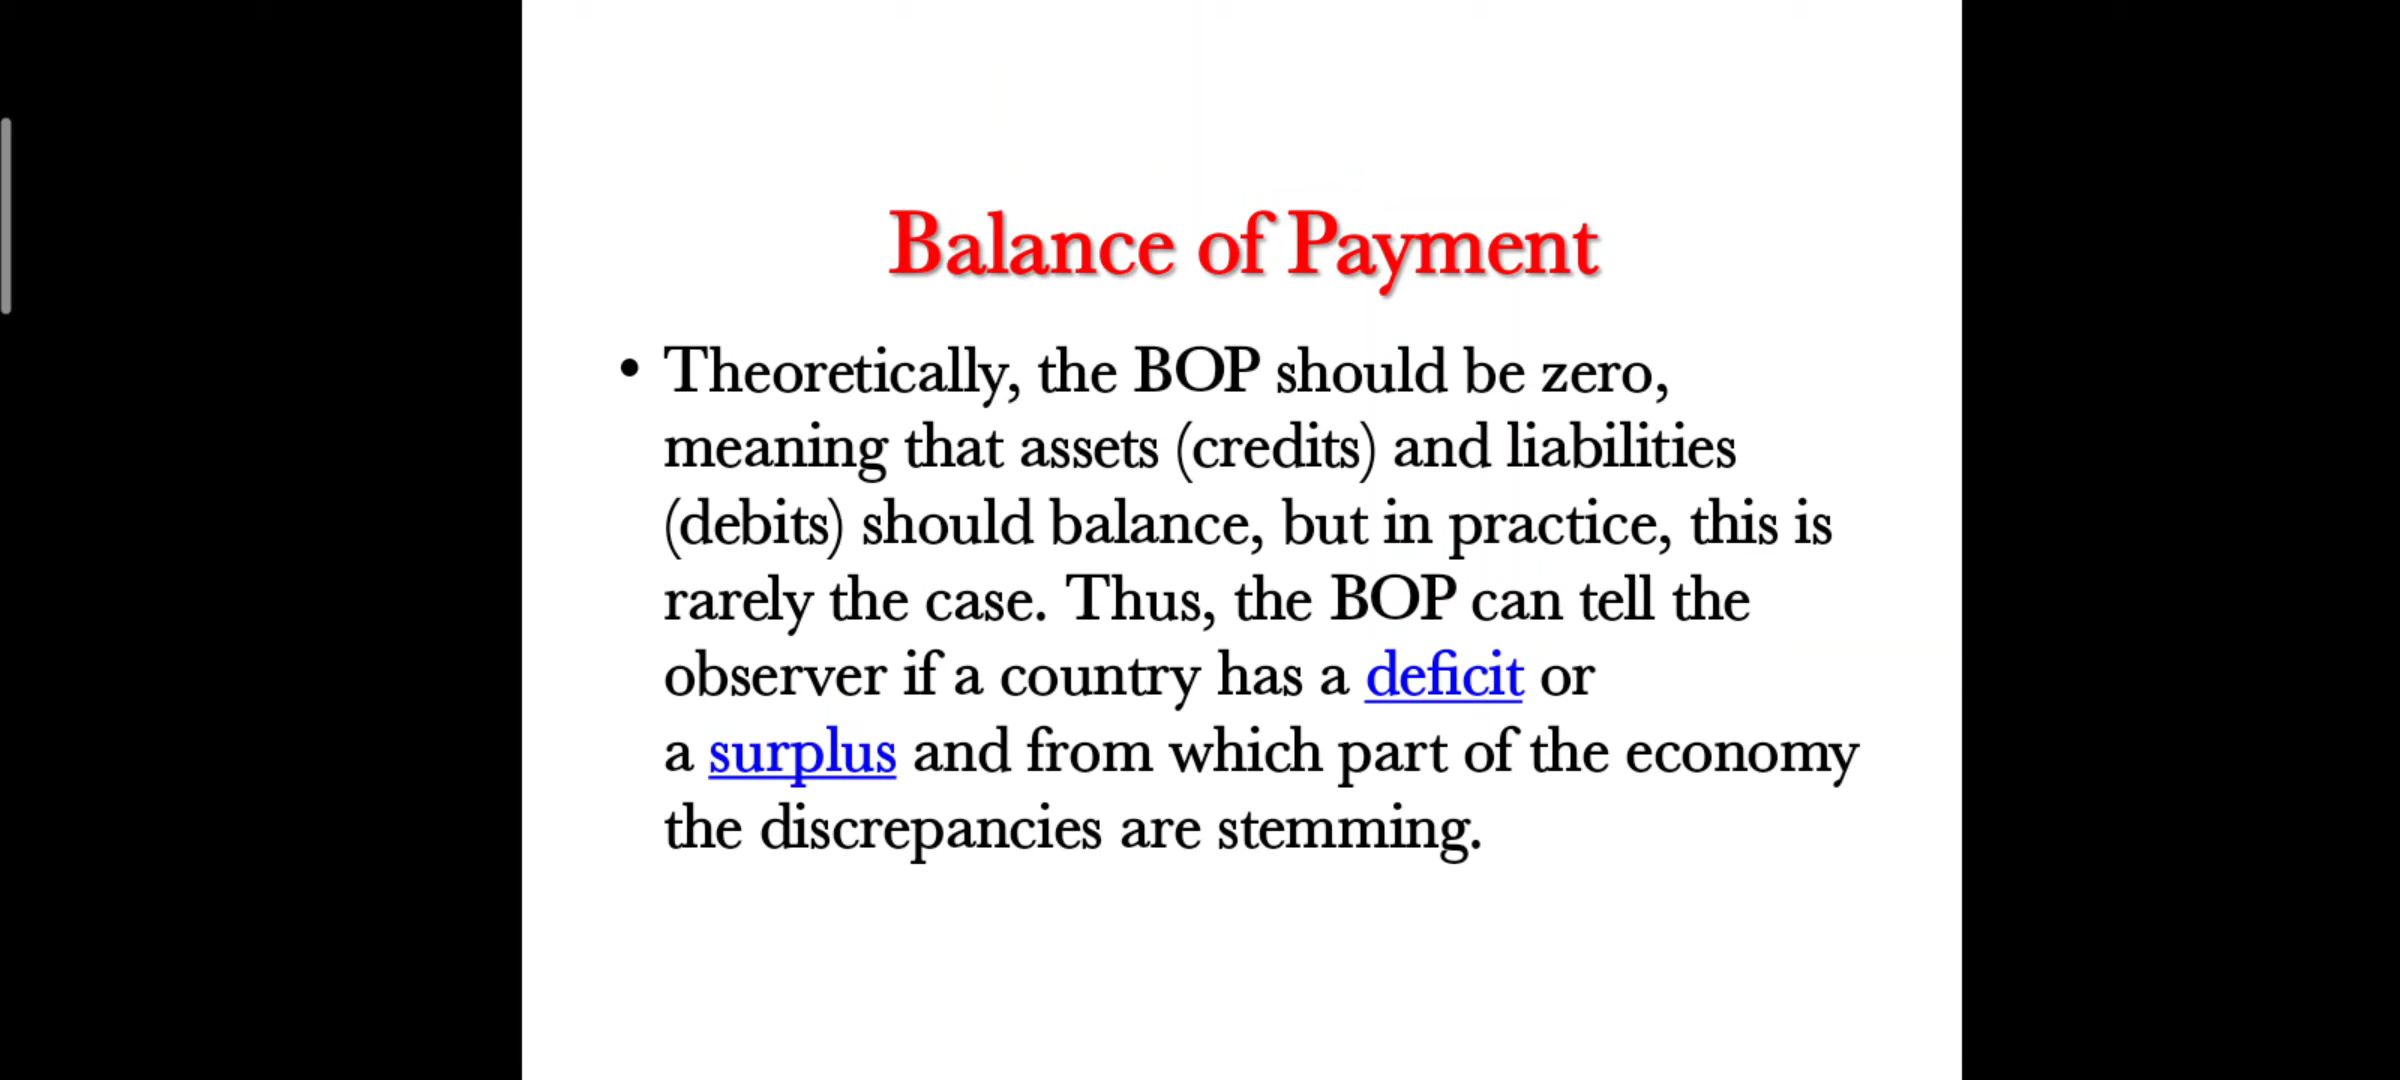 Balance of Payment
• Theoretically, the BOP should be zero,
meaning that assets (credits) and liabilities
(debits) should balance, but in practice, this is
rarely the case. Thus, the BOP can tell the
observer if a country has a deficit or
a surplus and from which part of the economy
the discrepancies are stemming.